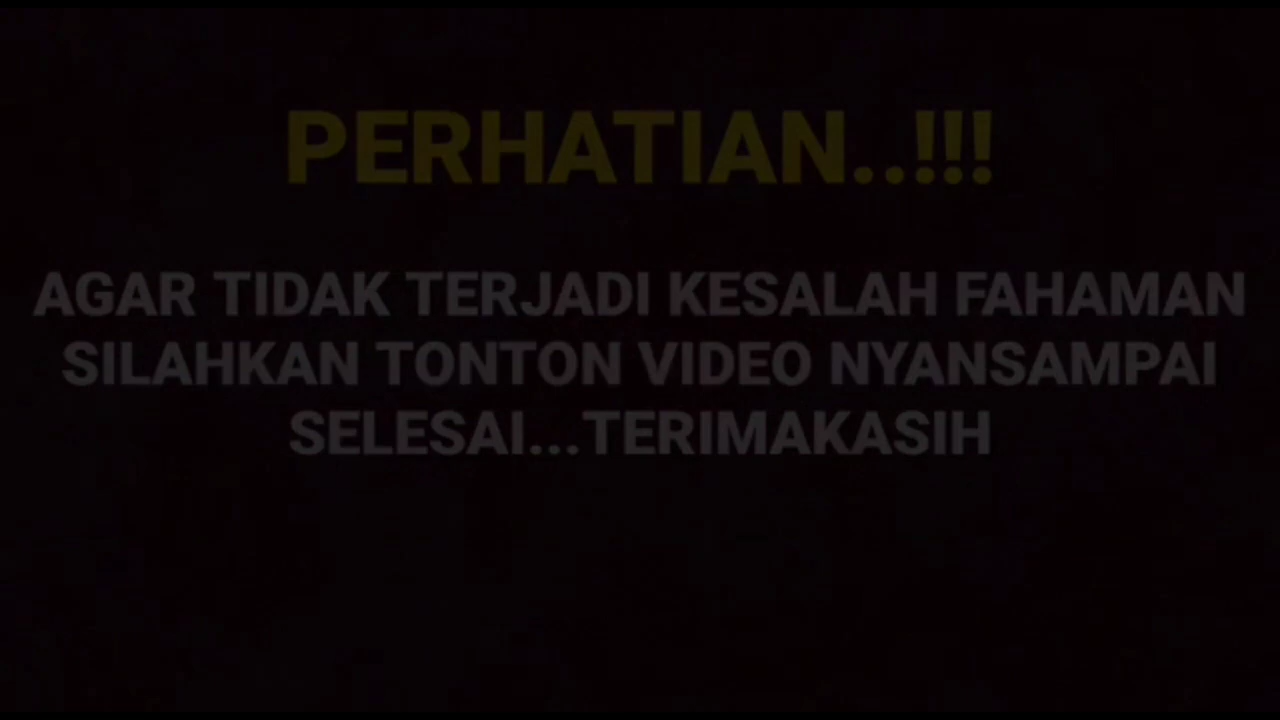 PERHATIAN..!!!
AGAR TIDAK TERJADI KESALAH FAHAMAN
SILAHKAN TONTON VIDEO NYANSAMPAI
SELESAI...TERIMAKASIH